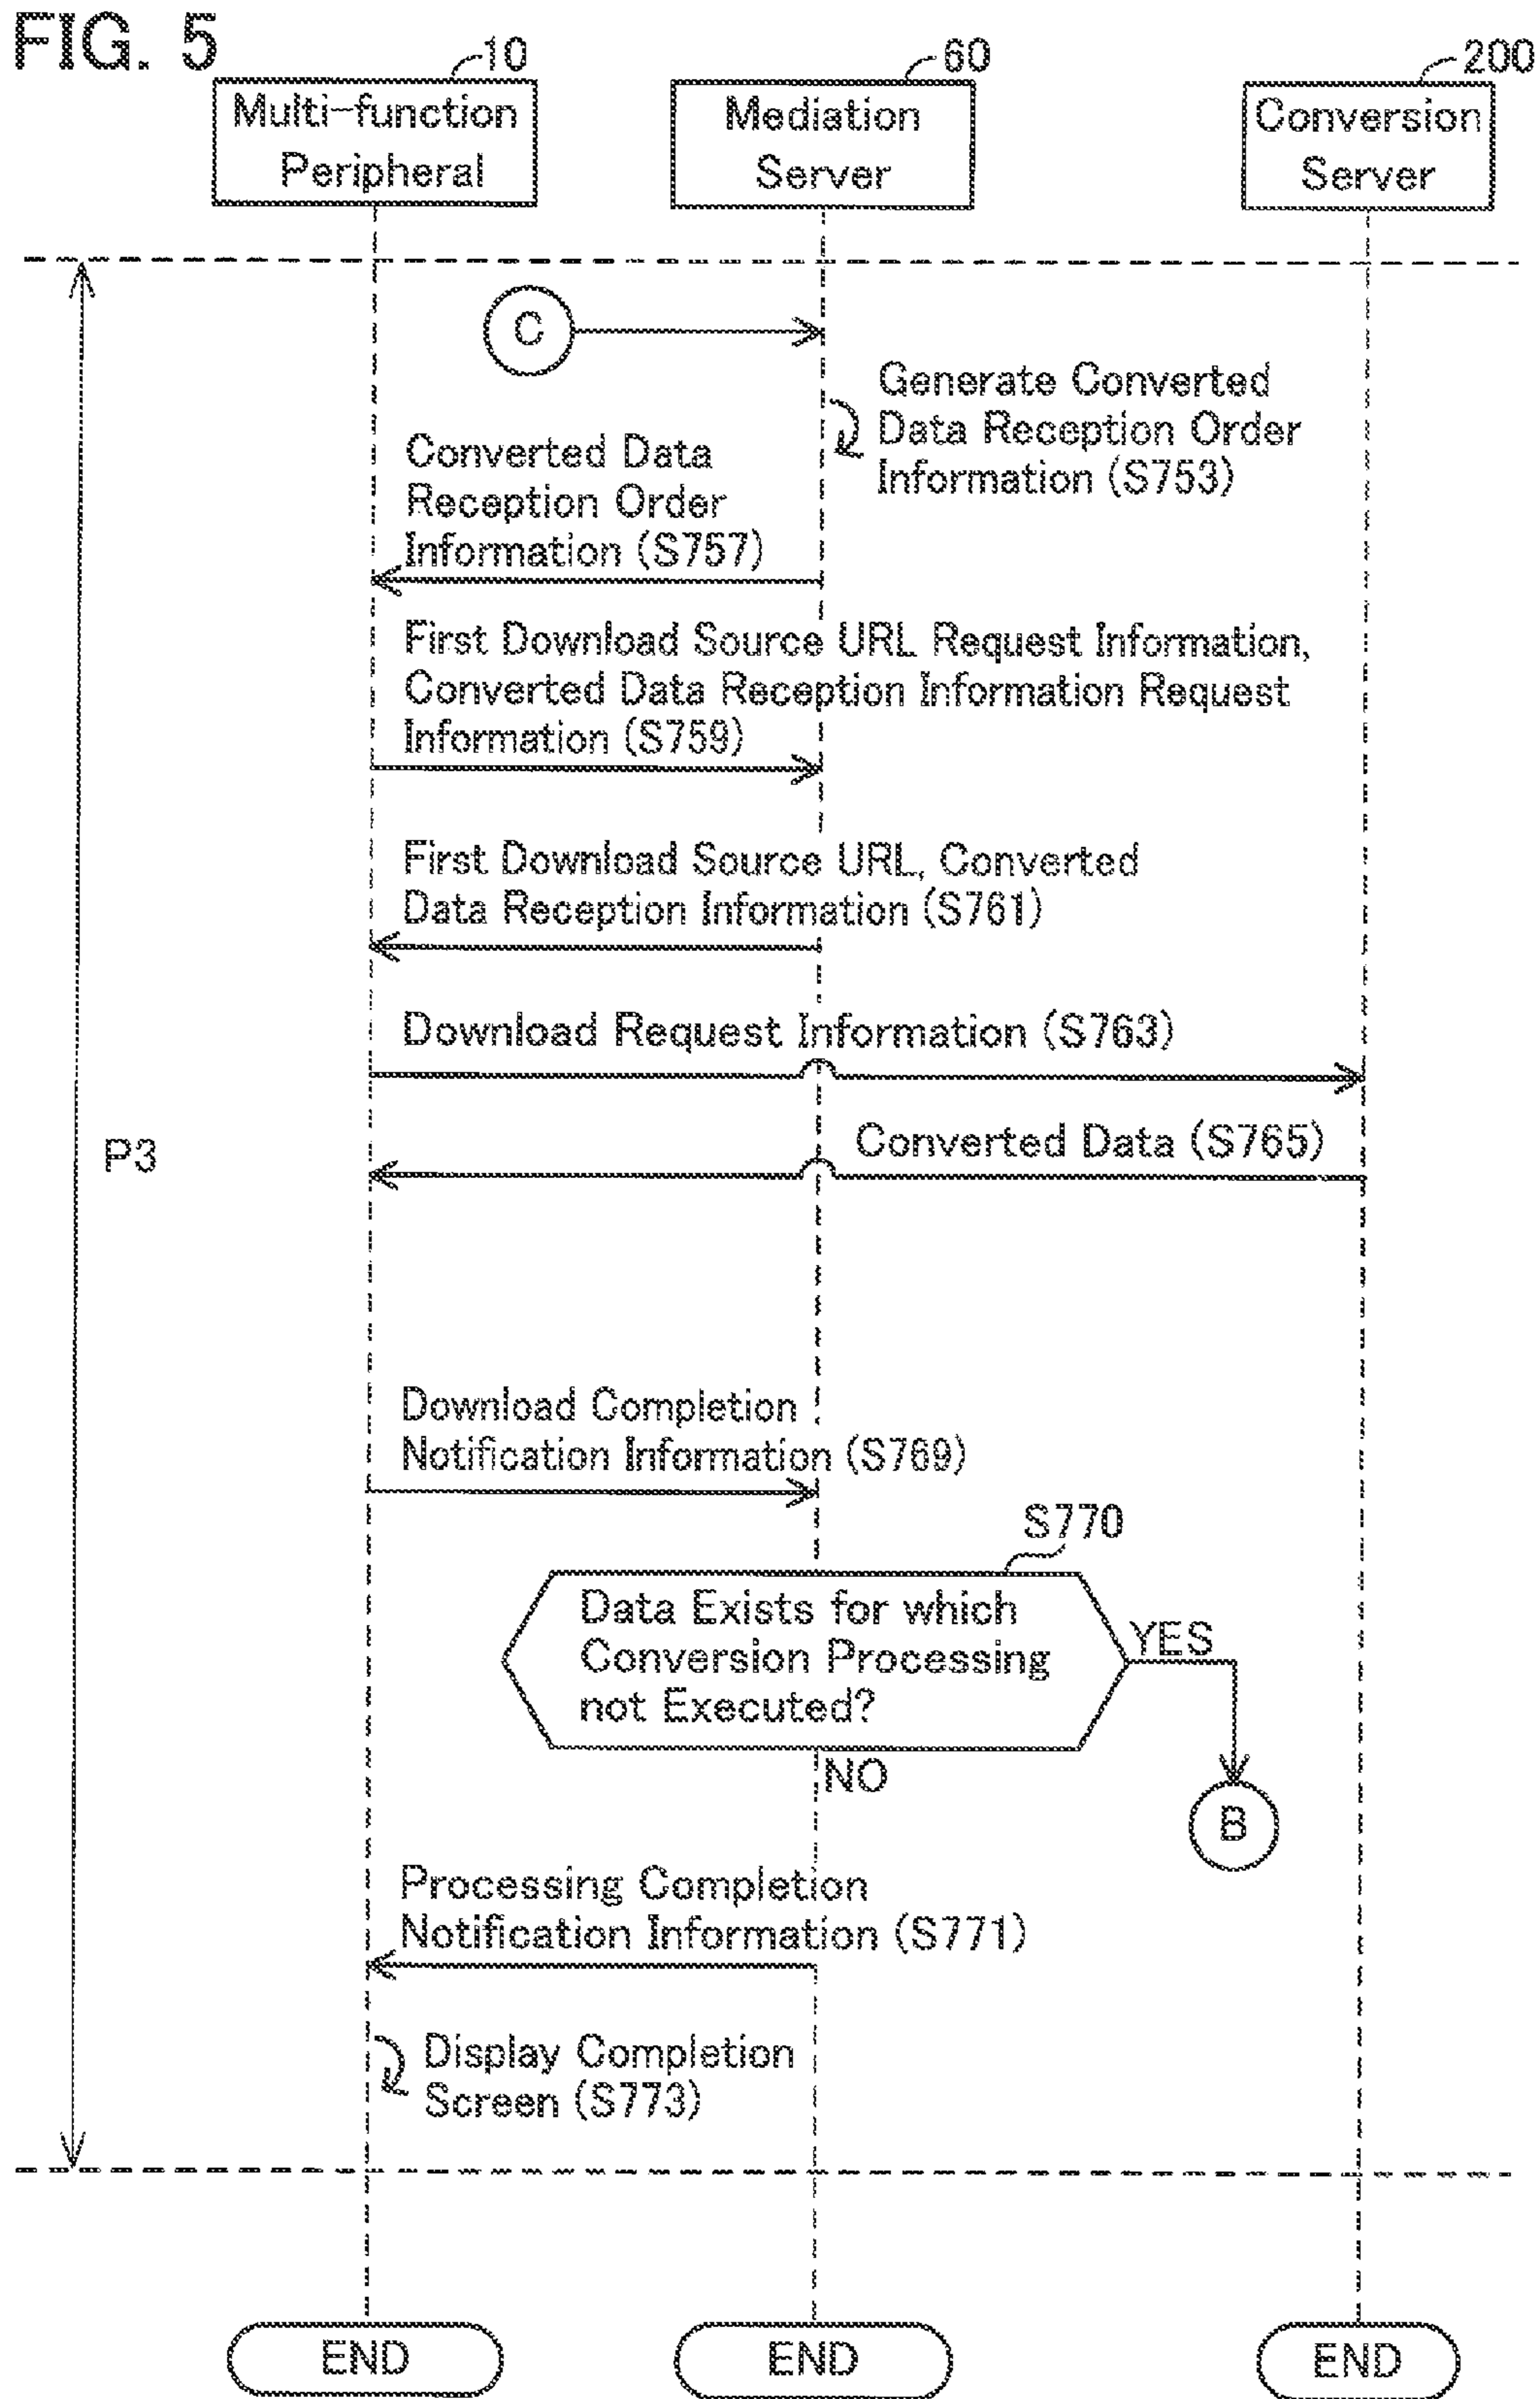 FIG. 5
10
60
200
Multi-function
Peripheral
Mediation
Server
Conversion
Server
C
Generate Converted
Data Reception Order
Information (S753)
Converted Data
Reception Order
Information (S757)
First Download Source URL Request Information,
Converted Data Reception Information Request
Information (S759)
First Download Source URL, Converted
Data Reception Information (S761)
Download Request Information (S763)
P3
Converted Data (S765)
Download Completion
Notification Information (S769)
S770
Data Exists for which
Conversion Processing
not Executed?
YES
NO
B
Processing Completion
Notification Information (S771)
Display Completion
Screen (S773)
END
END
END